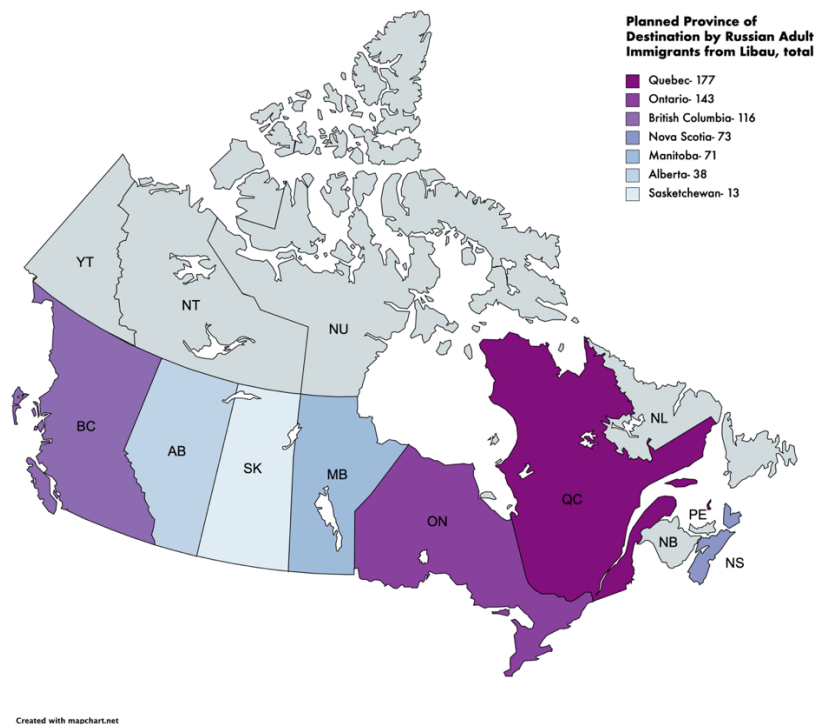 Planned Province of
Destination by Russian Adult
Immigrants from Libau, total
Quebec- 177
Ontario- 143
British Columbia- 116
Nova Scotia- 73
Manitoba- 71
Alberta- 38
Sasketchewan- 13
YT
NT
NU
BC
AB
SK
MB
ON
QC
NL
PE
NB
NS
Created with mapchart.net